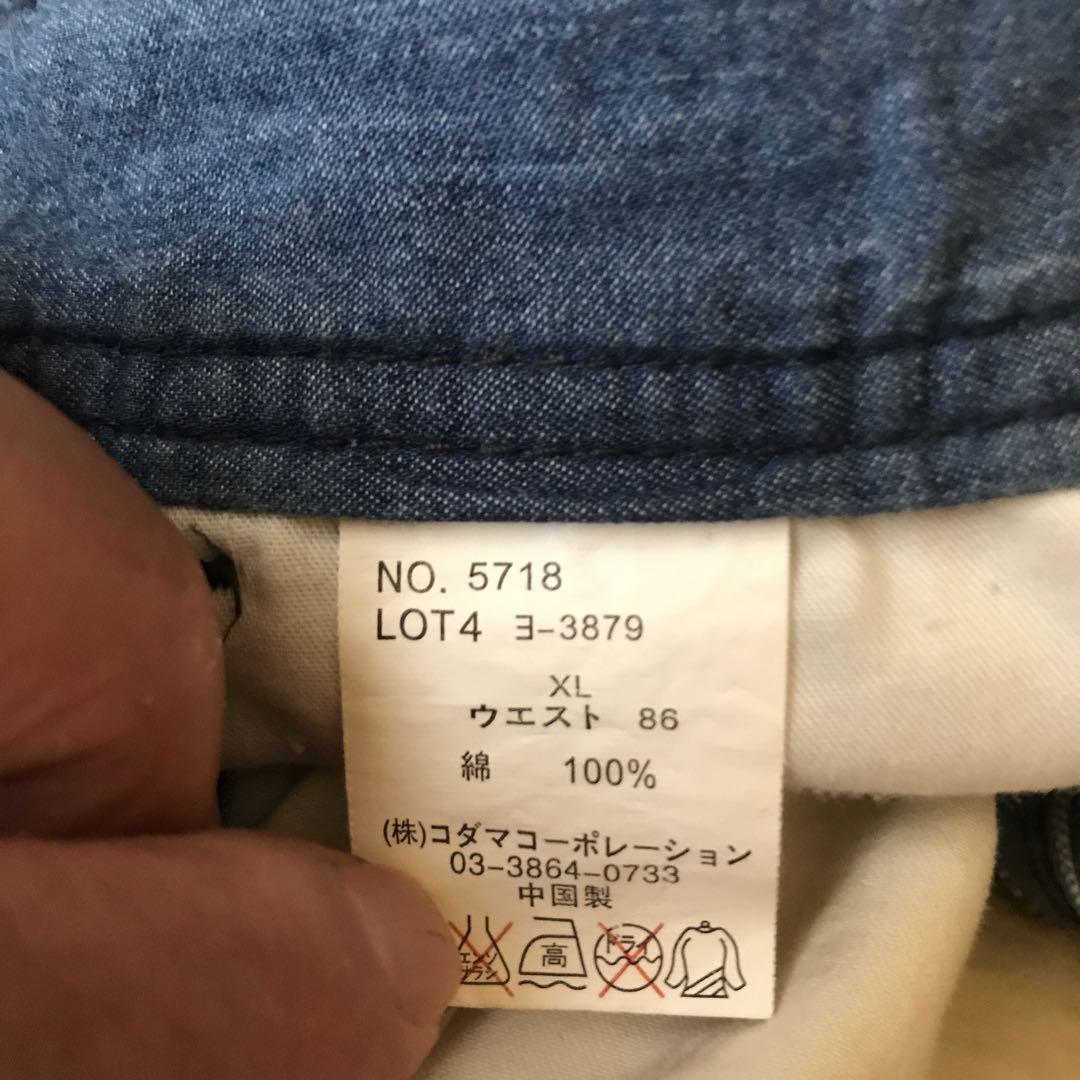 NO. 5718
LOT4 ヨ-3879
XL
ウエスト 86
綿 100%
(株)コダマコーポレーション
03-3864-0733
中国製
高 ドライ